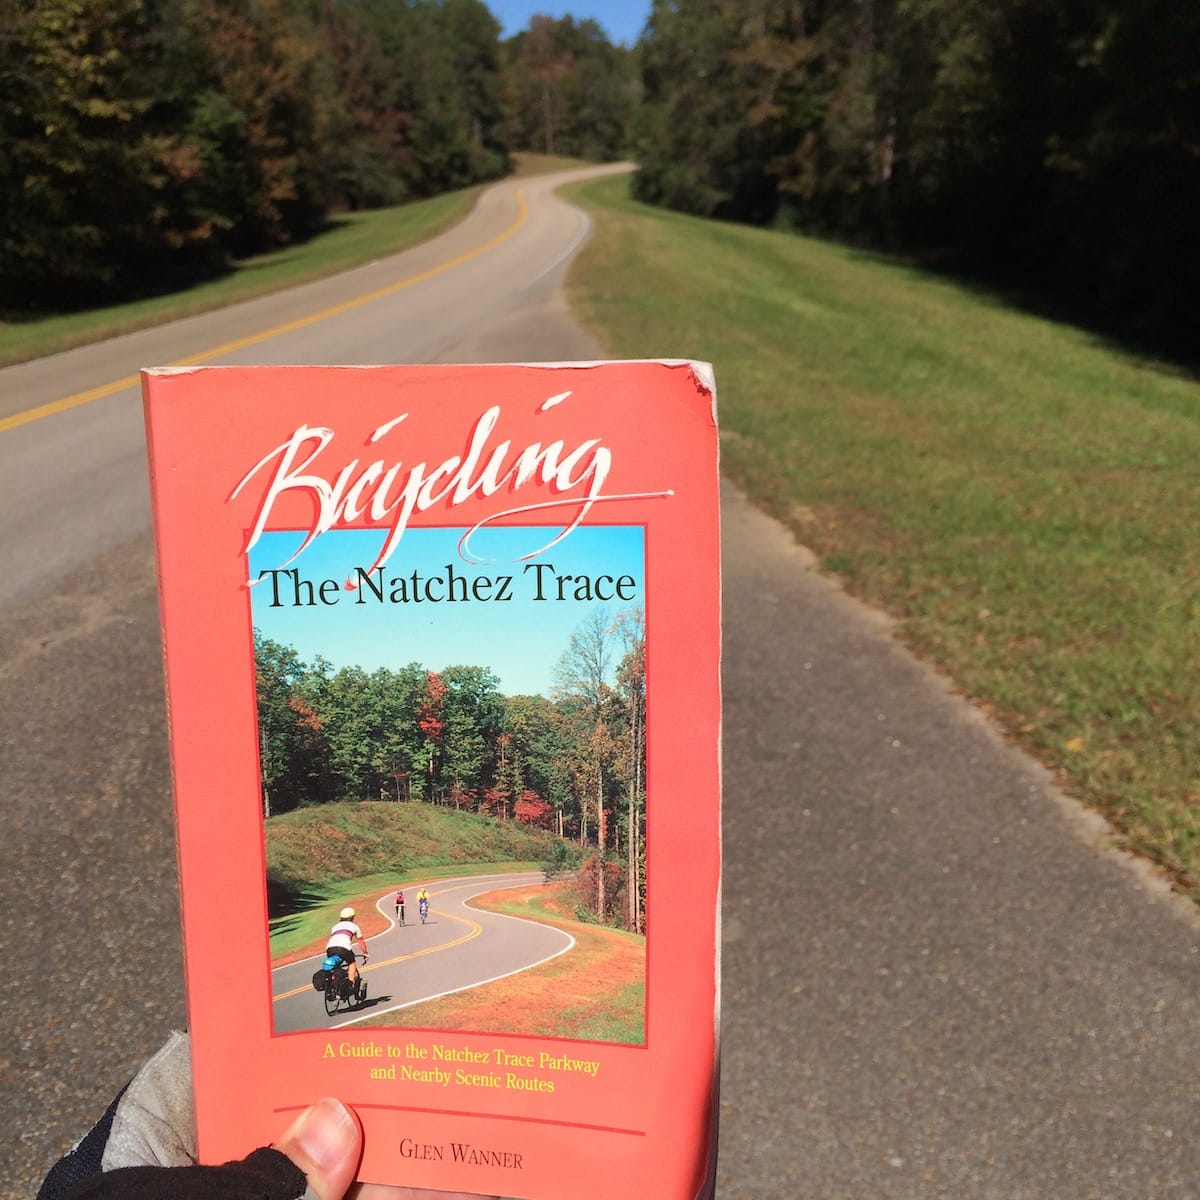 Bicycling
The Natchez Trace
A Guide to the Natchez Trace Parkway
and Nearby Scenic Routes
GLEN WANNER